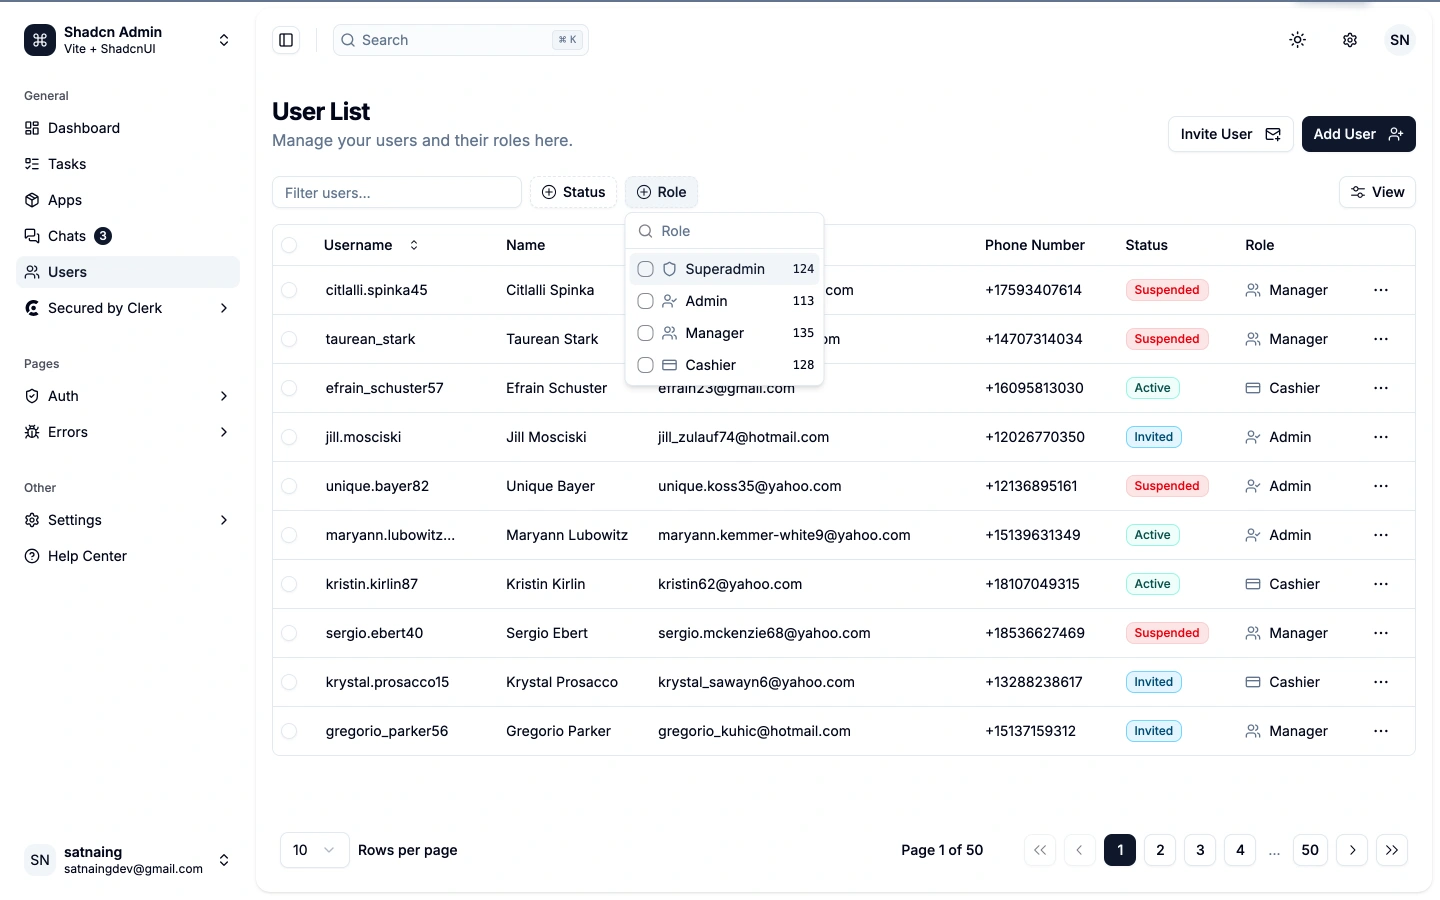 Shadcn Admin
Vite + ShadcnUI
General
Dashboard
Tasks
Apps
Chats 3
Users
Secured by Clerk
Pages
Auth
Errors
Other
Settings
Help Center
SN
satnaing
satnaingdev@gmail.com
Search ⌘ K
SN
User List
Manage your users and their roles here.
Invite User
Add User
Filter users...
Status
Role
View
Role
Superadmin 124
Admin 113
Manager 135
Cashier 128
Username Name Phone Number Status Role
citlalli.spinka45 Citlalli Spinka com +17593407614 Suspended Manager
taurean_stark Taurean Stark om +14707314034 Suspended Manager
efrain_schuster57 Efrain Schuster efrain23@gmail.com +16095813030 Active Cashier
jill.mosciski Jill Mosciski jill_zulauf74@hotmail.com +12026770350 Invited Admin
unique.bayer82 Unique Bayer unique.koss35@yahoo.com +12136895161 Suspended Admin
maryann.lubowitz... Maryann Lubowitz maryann.kemmer-white9@yahoo.com +15139631349 Active Admin
kristin.kirlin87 Kristin Kirlin kristin62@yahoo.com +18107049315 Active Cashier
sergio.ebert40 Sergio Ebert sergio.mckenzie68@yahoo.com +18536627469 Suspended Manager
krystal.prosacco15 Krystal Prosacco krystal_sawayn6@yahoo.com +13288238617 Invited Cashier
gregorio_parker56 Gregorio Parker gregorio_kuhic@hotmail.com +15137159312 Invited Manager
10 Rows per page
Page 1 of 50
1 2 3 4 ... 50